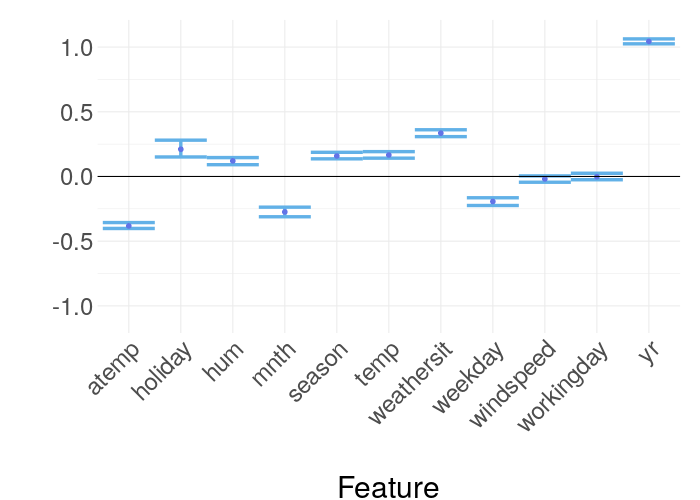 1.0
0.5
0.0
-0.5
-1.0
atemp
holiday
hum
mnth
season
temp
weathersit
weekday
windspeed
workingday
yr
Feature